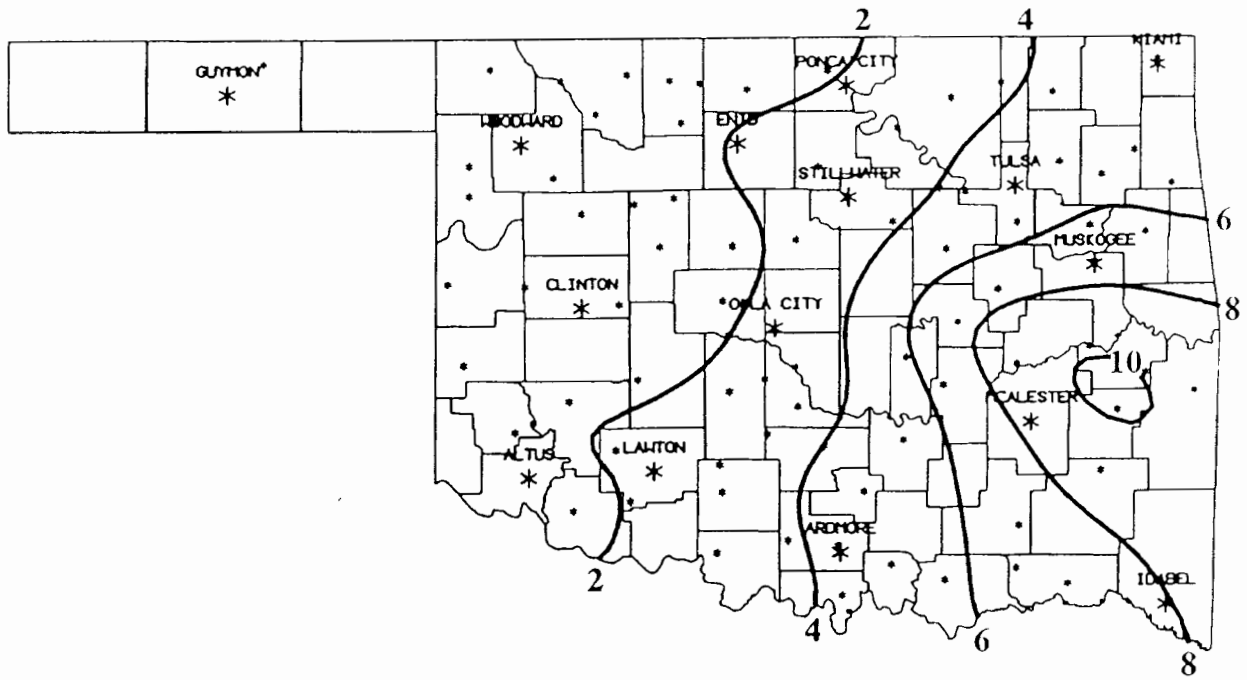 2 4
MIAMI
PONCA CITY
GUYMON
WOODWARD
ENID
TULSA
STILLWATER
6
MUSKOGEE
CLINTON
OKLA CITY
8
10
CALESTER
LAWTON
ALTUS
ARDMORE
IDABEL
2
4
6
8